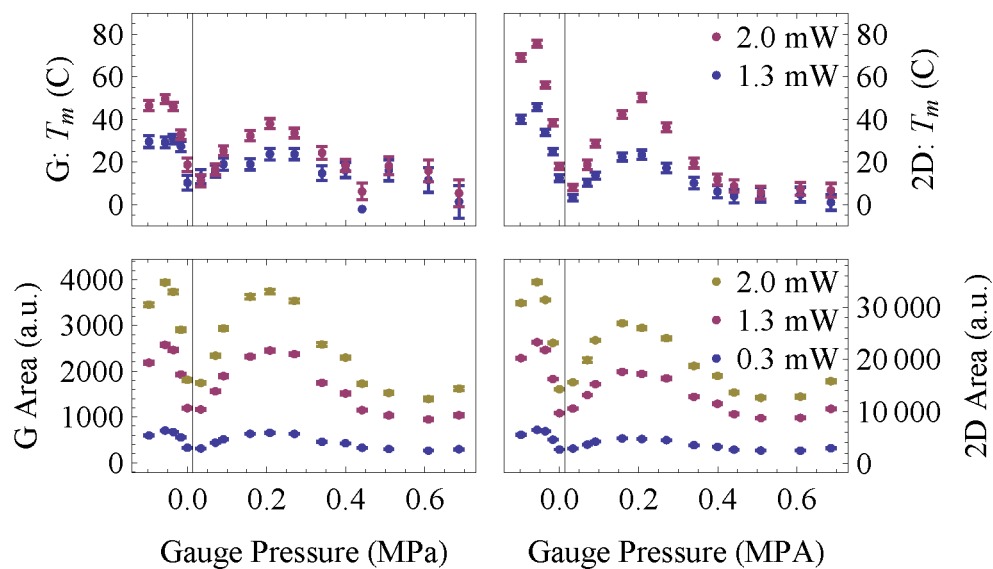 80
60
40
20
0
G: Tm (C)
2.0 mW
1.3 mW
80
60
40
20
0
2D: Tm (C)
4000
3000
2000
1000
0
G Area (a.u.)
2.0 mW
1.3 mW
0.3 mW
30 000
20 000
10 000
0
2D Area (a.u.)
0.0 0.2 0.4 0.6
0.0 0.2 0.4 0.6
Gauge Pressure (MPa)
Gauge Pressure (MPA)